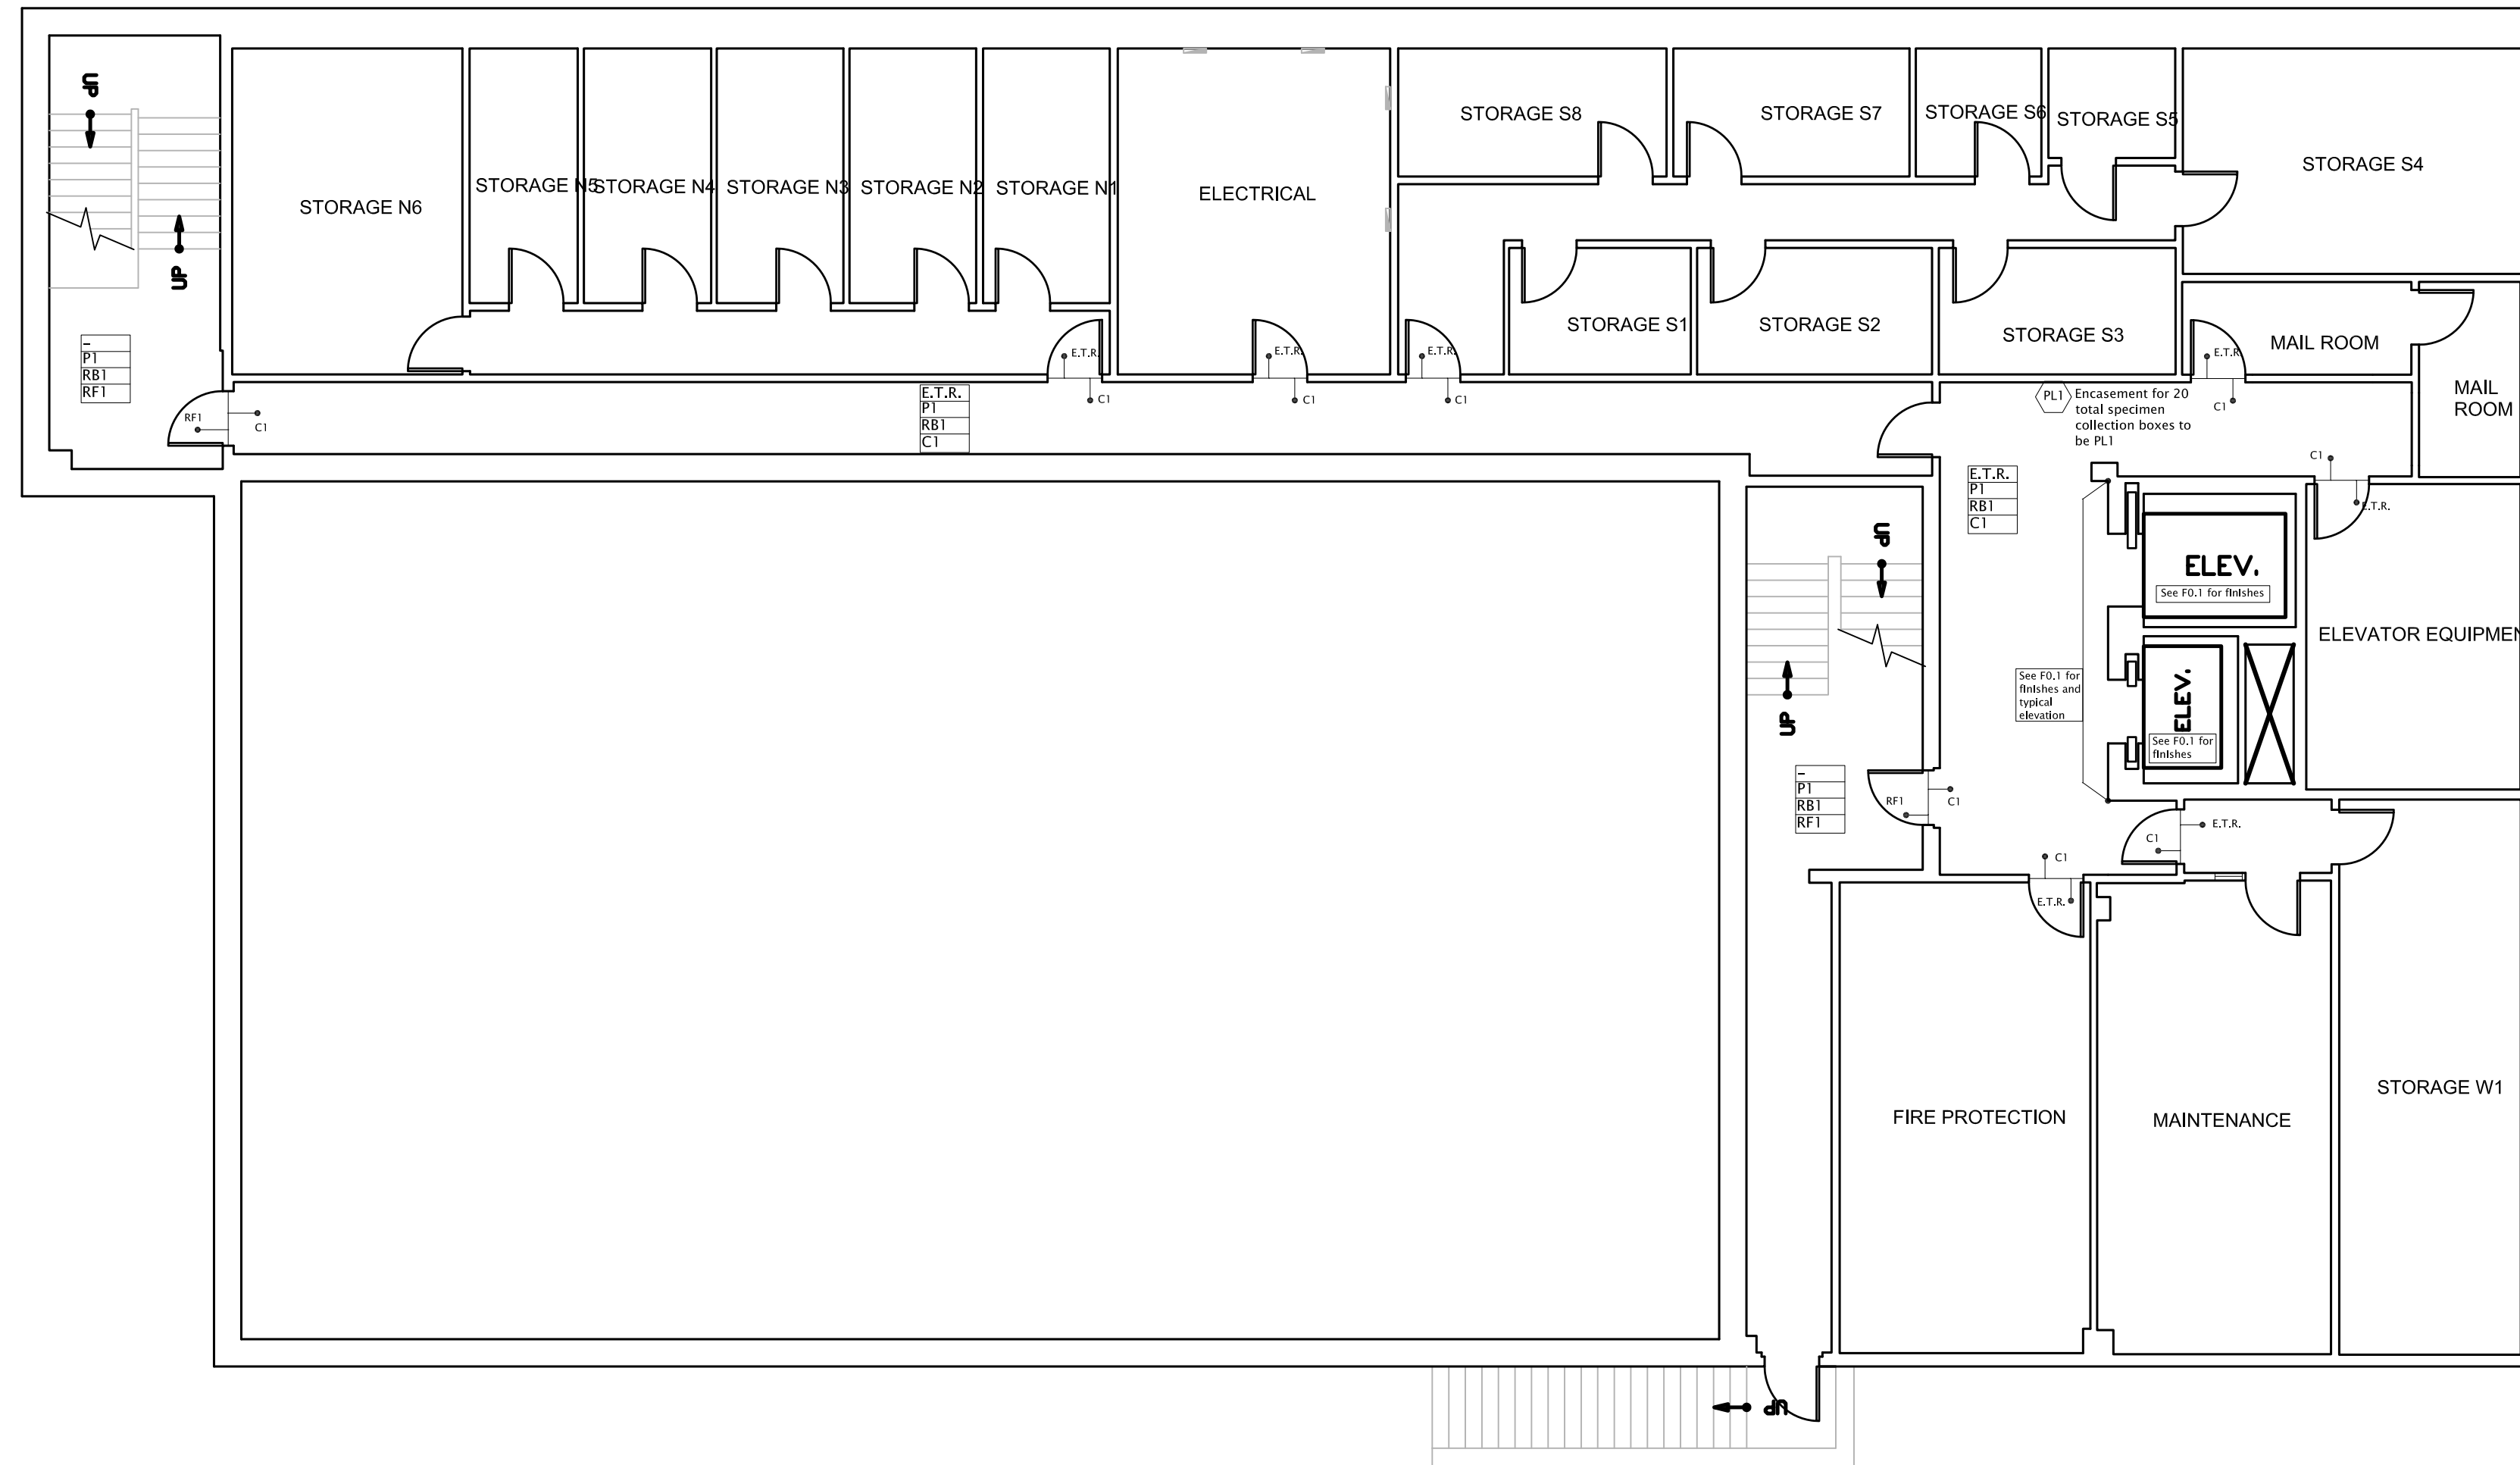 UP
STORAGE S8
STORAGE S7
STORAGE S6
STORAGE S5
STORAGE S4
STORAGE N6
STORAGE N5
STORAGE N4
STORAGE N3
STORAGE N2
STORAGE N1
ELECTRICAL
UP
STORAGE S1
STORAGE S2
STORAGE S3
MAIL ROOM
MAIL
ROOM
–
P1
RB1
RF1
E.T.R.
E.T.R.
E.T.R.
E.T.R.
RF1
C1
E.T.R.
P1
RB1
C1
C1
C1
C1
C1
PL1
Encasement for 20
total specimen
collection boxes to
be PL1
C1
E.T.R.
E.T.R.
P1
RB1
C1
UP
ELEV.
See F0.1 for finishes
ELEVATOR EQUIPMEN
See F0.1 for
finishes and
typical
elevation
ELEV.
See F0.1 for
finishes
UP
–
P1
RB1
RF1
RF1
C1
C1
E.T.R.
C1
E.T.R.
FIRE PROTECTION
MAINTENANCE
STORAGE W1
UP